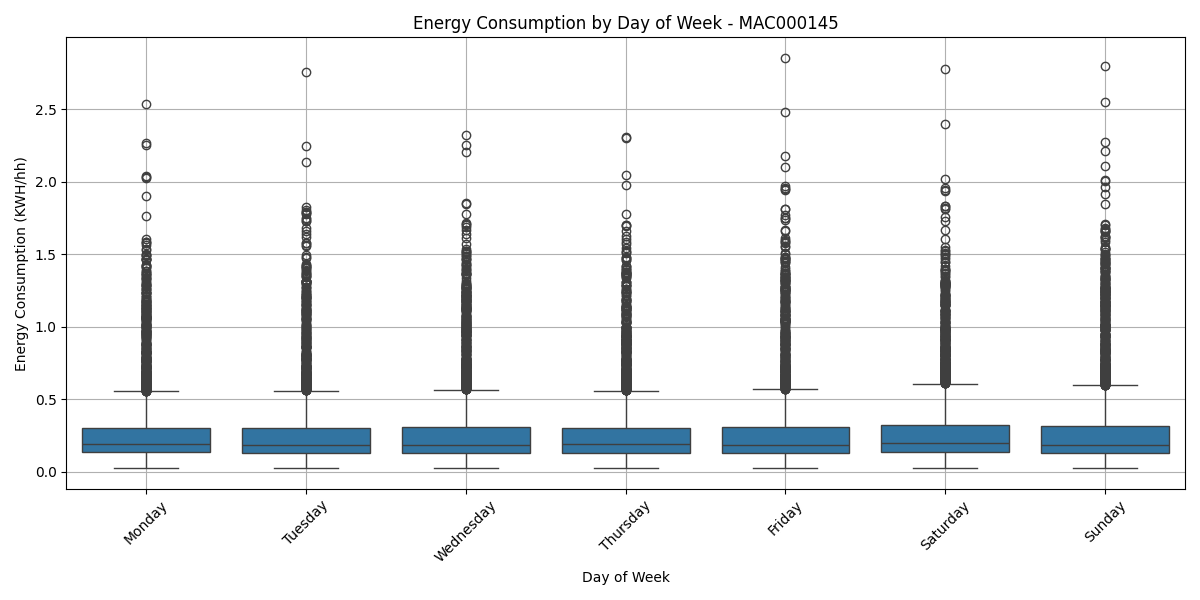 Energy Consumption by Day of Week - MAC000145
Energy Consumption (KWH/hh)
2.5
2.0
1.5
1.0
0.5
0.0
Monday
Tuesday
Wednesday
Thursday
Friday
Saturday
Sunday
Day of Week